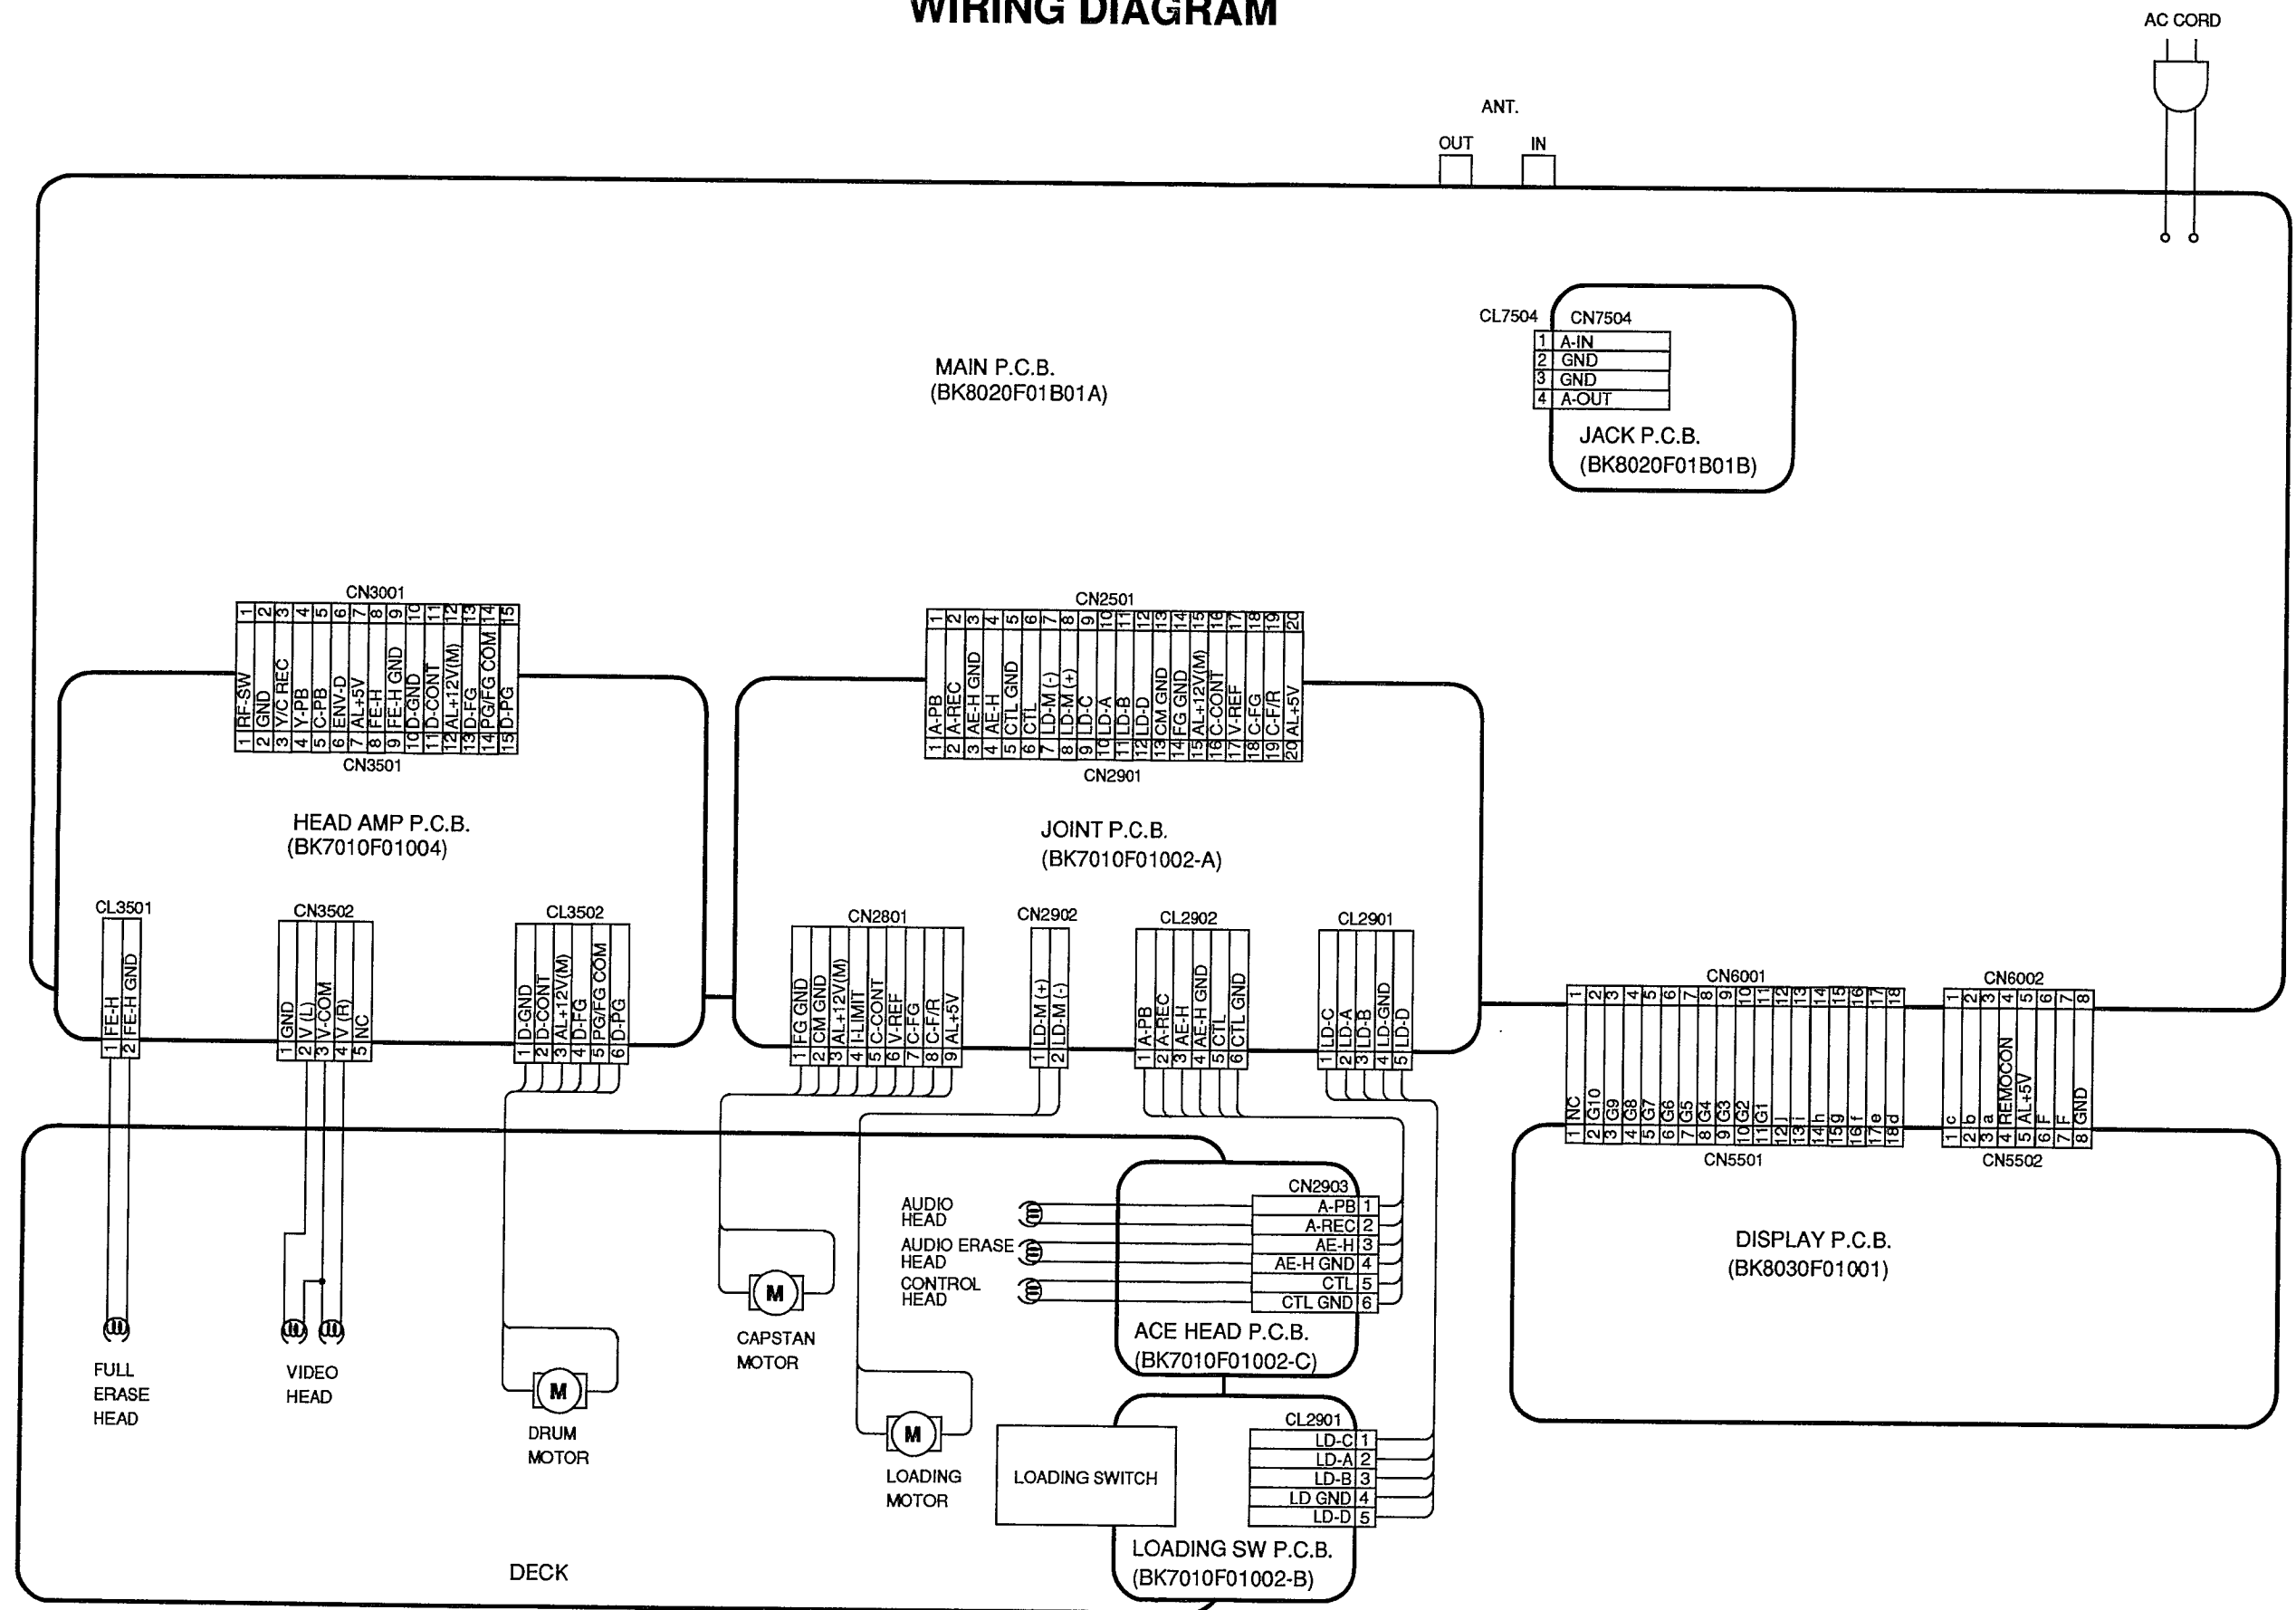 WIRING DIAGRAM
AC CORD
ANT.
OUT
IN
CL7504
CN7504
1 A-IN
2 GND
3 GND
4 A-OUT
JACK P.C.B.
(BK8020F01B01B)
MAIN P.C.B.
(BK8020F01B01A)
CN3001
1 RF-SW 1
2 GND 2
3 Y/C REC 3
4 Y-PB 4
5 C-PB 5
6 ENV-D 6
7 AL+5V 7
8 FE-H 8
9 FE-H GND 9
10 D-GND 10
11 D-CONT 11
12 AL+12V(M) 12
13 D-FG 13
14 PG/FG COM 14
15 D-PG 15
CN3501
HEAD AMP P.C.B.
(BK7010F01004)
CN2501
1 A-PB 1
2 A-REC 2
3 AE-H GND 3
4 AE-H 4
5 CTL GND 5
6 CTL 6
7 LD-M (-) 7
8 LD-M (+) 8
9 LD-C 9
10 LD-A 10
11 LD-B 11
12 LD-D 12
13 CM GND 13
14 FG GND 14
15 AL+12V(M) 15
16 C-CONT 16
17 V-REF 17
18 C-FG 18
19 C-F/R 19
20 AL+5V 20
CN2901
JOINT P.C.B.
(BK7010F01002-A)
CL3501
1 FE-H
2 FE-H GND
CN3502
1 GND
2 V (L)
3 V-COM
4 V (R)
5 NC
CL3502
1 D-GND
2 D-CONT
3 AL+12V(M)
4 D-FG
5 PG/FG COM
6 D-PG
CN2801
1 FG GND
2 CM GND
3 AL+12V(M)
4 I-LIMIT
5 C-CONT
6 V-REF
7 C-FG
8 C-F/R
9 AL+5V
CN2902
1 LD-M (+)
2 LD-M (-)
CL2902
1 A-PB
2 A-REC
3 AE-H
4 AE-H GND
5 CTL
6 CTL GND
CL2901
1 LD-C
2 LD-A
3 LD-B
4 LD-GND
5 LD-D
CN6001
1 NC 1
2 G10 2
3 G9 3
4 G8 4
5 G7 5
6 G6 6
7 G5 7
8 G4 8
9 G3 9
10 G2 10
11 G1 11
12 j 12
13 i 13
14 h 14
15 g 15
16 f 16
17 e 17
18 d 18
CN5501
CN6002
1 c 1
2 b 2
3 a 3
4 REMOCON 4
5 AL+5V 5
6 F 6
7 F 7
8 GND 8
CN5502
DISPLAY P.C.B.
(BK8030F01001)
FULL
ERASE
HEAD
VIDEO
HEAD
M
DRUM
MOTOR
M
CAPSTAN
MOTOR
M
LOADING
MOTOR
AUDIO
HEAD
AUDIO ERASE
HEAD
CONTROL
HEAD
CN2903
A-PB 1
A-REC 2
AE-H 3
AE-H GND 4
CTL 5
CTL GND 6
ACE HEAD P.C.B.
(BK7010F01002-C)
LOADING SWITCH
CL2901
LD-C 1
LD-A 2
LD-B 3
LD GND 4
LD-D 5
LOADING SW P.C.B.
(BK7010F01002-B)
DECK